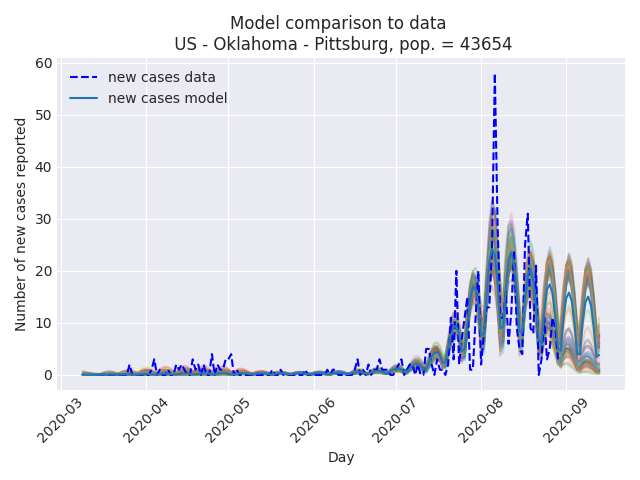 Model comparison to data
US - Oklahoma - Pittsburg, pop. = 43654
new cases data
new cases model
Number of new cases reported
60
50
40
30
20
10
0
2020-03
2020-04
2020-05
2020-06
2020-07
2020-08
2020-09
Day